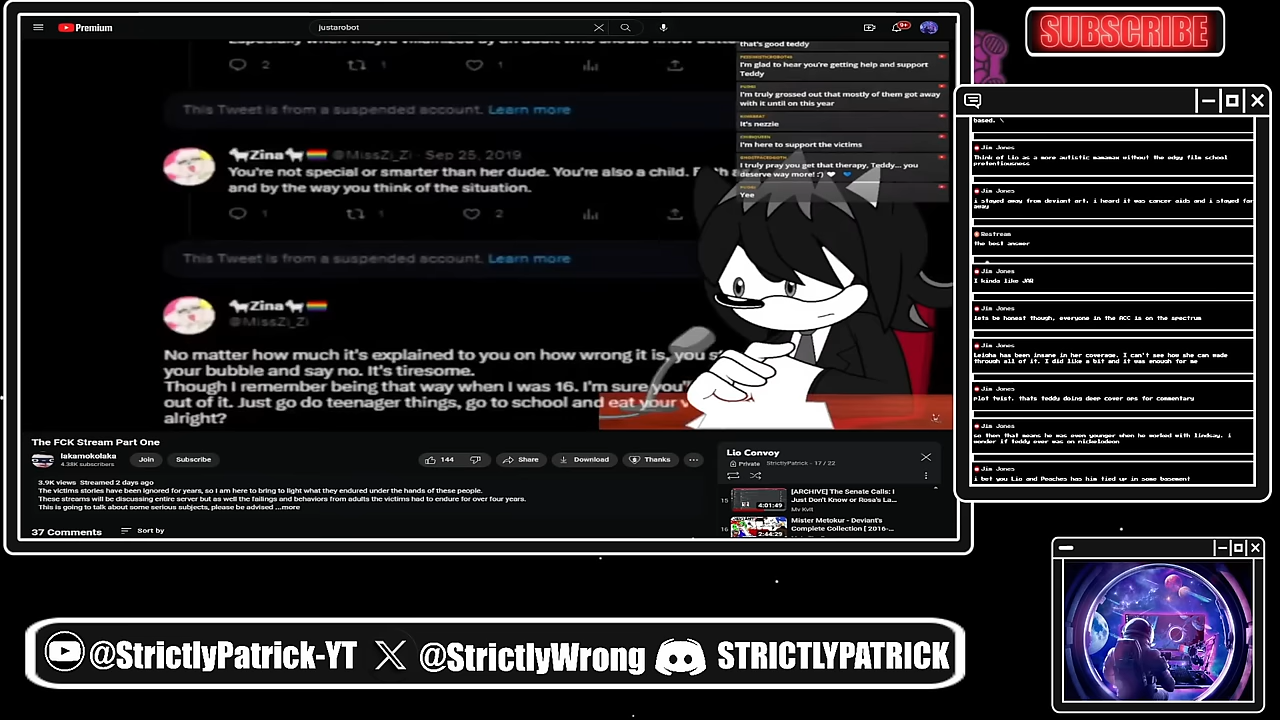 Premium
justarobot
9+
SUBSCRIBE
2
1
1
This Tweet is from a suspended account. Learn more
Zina @MissZi_Zi · Sep 25, 2019
You're not special or smarter than her dude. You're also a child.
and by the way you think of the situation.
1
1
2
This Tweet is from a suspended account. Learn more
Zina
@MissZi_Zi
No matter how much it's explained to you on how wrong it is, you
your bubble and say no. It's tiresome.
Though I remember being that way when I was 16. I'm sure you'
out of it. Just go do teenager things, go to school and eat your
alright?
that's good teddy
I'm glad to hear you're getting help and support
Teddy
I'm truly grossed out that mostly of them got away
with it until on this year
It's nezzie
I'm here to support the victims
I truly pray you get that therapy, Teddy... you
deserve way more! :')
Yee
The FCK Stream Part One
lakamokolaka
4.38K subscribers
Join
Subscribe
144
Share
Download
Thanks
3.9K views Streamed 2 days ago
The victims stories have been ignored for years, so I am here to bring to light what they endured under the hands of these people.
These streams will be discussing entire server but as well the failings and behaviors from adults the victims had to endure for over four years.
This is going to talk about some serious subjects, please be advised ...more
37 Comments
Sort by
Lio Convoy
Private StrictlyPatrick - 17 / 22
15
[ARCHIVE] The Senate Calls: I
Just Don't Know or Rosa's La...
Mv Kvlt
4:01:49
16
Mister Metokur - Deviant's
Complete Collection [ 2016-...
2:44:29
based. \
Jim Jones
Think of Lio as a more autistic mamamax without the edgy film school
pretentiousness
Jim Jones
i stayed away from deviant art. i heard it was cancer aids and i stayed far
away
Restream
the best answer
Jim Jones
I kinda like JAR
Jim Jones
lets be honest though, everyone in the ACC is on the spectrum
Jim Jones
Leigha has been insane in her coverage. I can't see how she can made
through all of it. I did like a bit and it was enough for me
Jim Jones
plot twist. thats teddy doing deep cover ops for commentary
Jim Jones
so then that means he was even younger when he worked with lindsay. i
wonder if teddy ever was on nickelodeon
Jim Jones
i bet you Lio and Peaches has him tied up in some basement
@StrictlyPatrick-YT
@StrictlyWrong
STRICTLYPATRICK